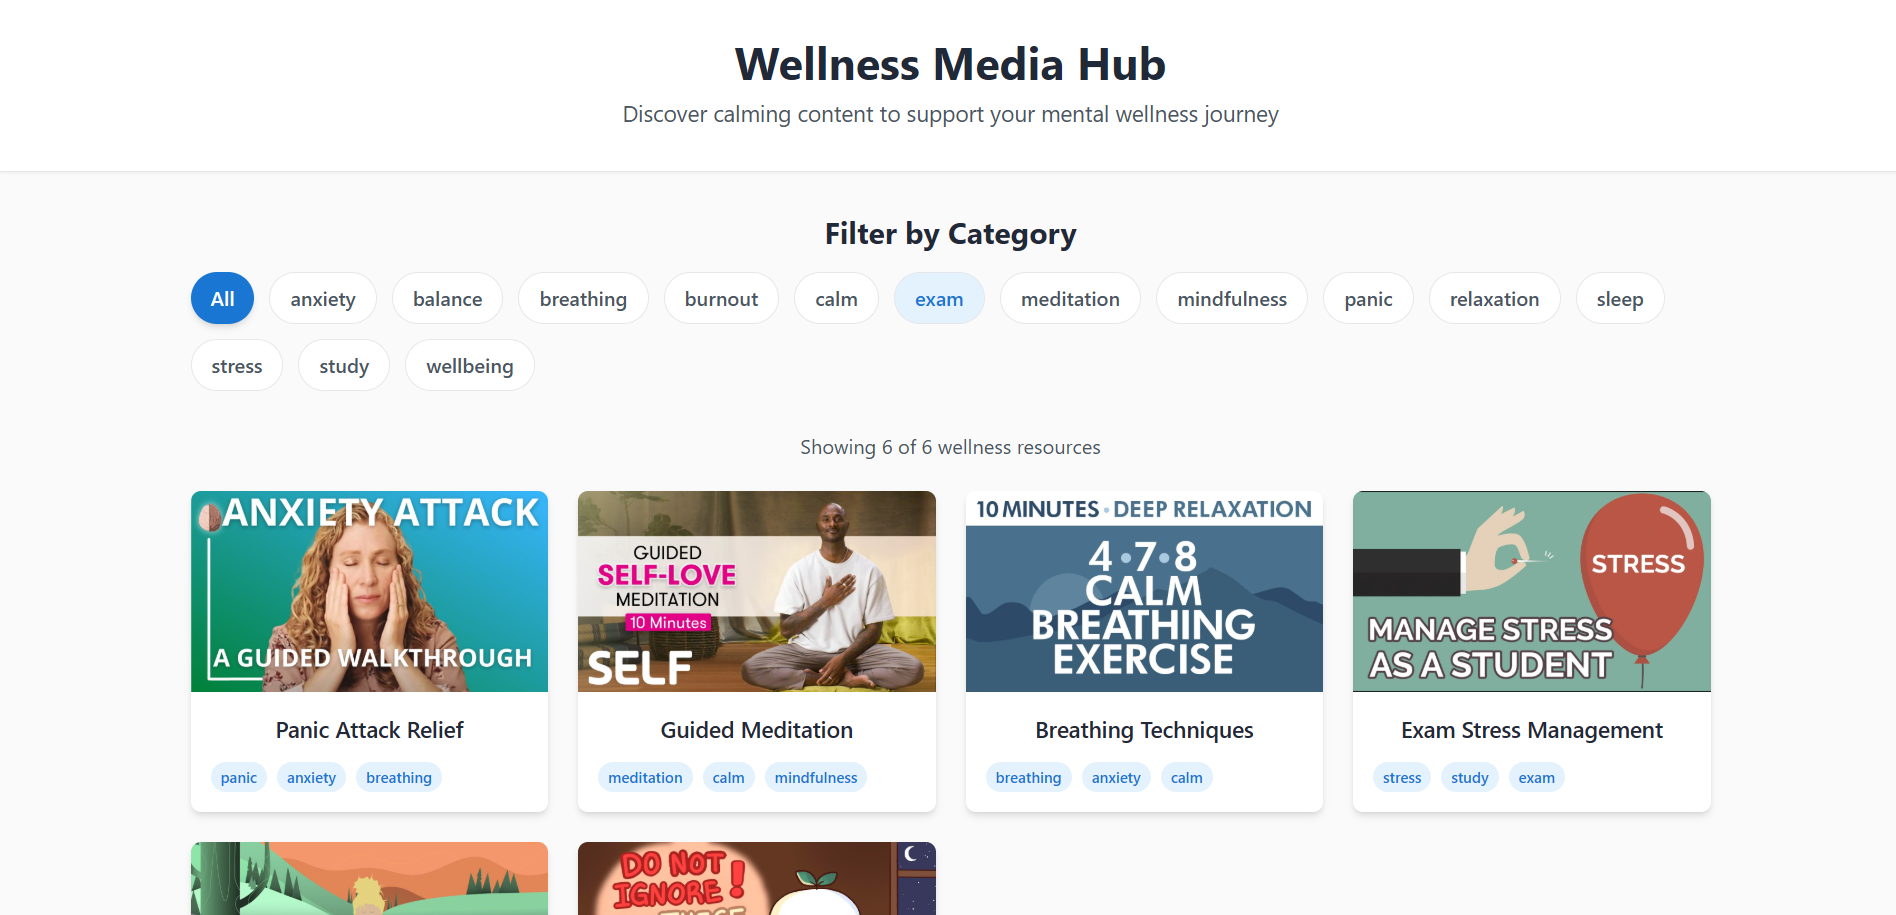 Wellness Media Hub
Discover calming content to support your mental wellness journey
Filter by Category
All anxiety balance breathing burnout calm exam meditation mindfulness panic relaxation sleep
stress study wellbeing
Showing 6 of 6 wellness resources
ANXIETY ATTACK
A GUIDED WALKTHROUGH
Panic Attack Relief
panic anxiety breathing
GUIDED
SELF-LOVE
MEDITATION
10 Minutes
SELF
Guided Meditation
meditation calm mindfulness
10 MINUTES • DEEP RELAXATION
4•7•8
CALM
BREATHING
EXERCISE
Breathing Techniques
breathing anxiety calm
STRESS
MANAGE STRESS
AS A STUDENT
Exam Stress Management
stress study exam
DO NOT
IGNORE!
THESE